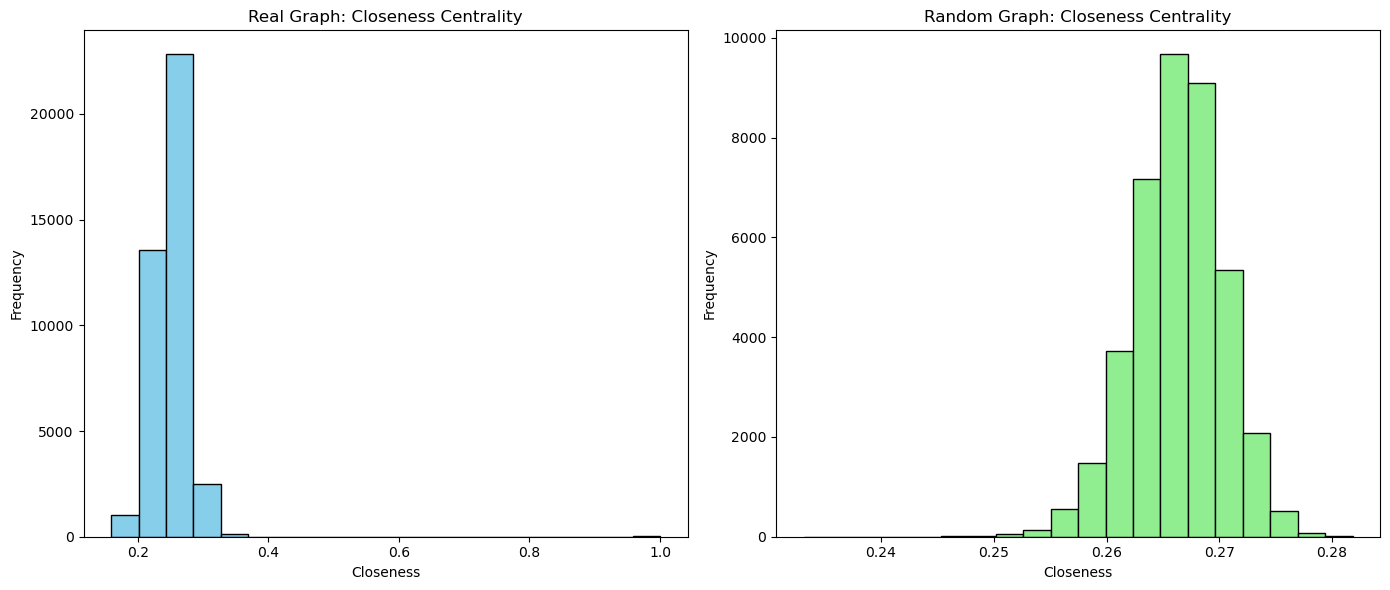 Real Graph: Closeness Centrality
Frequency
20000
15000
10000
5000
0
0.2 0.4 0.6 0.8 1.0
Closeness
Random Graph: Closeness Centrality
Frequency
10000
8000
6000
4000
2000
0
0.24 0.25 0.26 0.27 0.28
Closeness